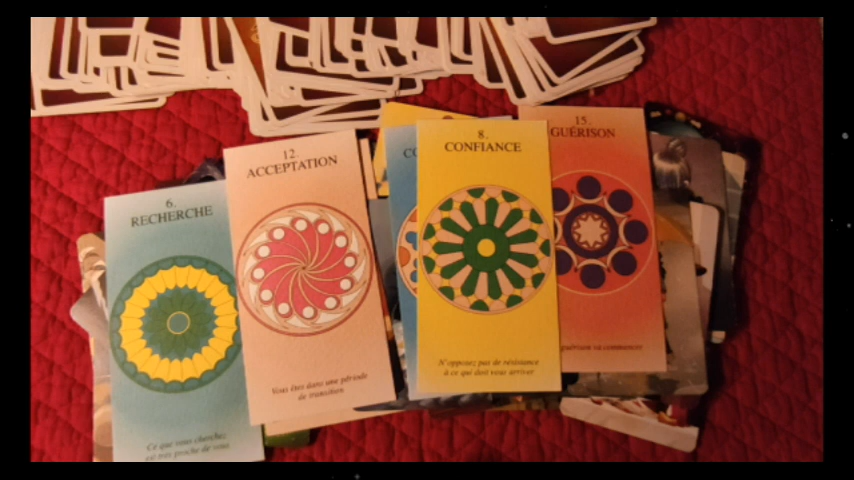 6.
RECHERCHE
Ce que vous cherchez
est très proche de vous
12.
ACCEPTATION
Vous êtes dans une période
de transition
CO
8.
CONFIANCE
N'opposez pas de résistance
à ce qui doit vous arriver
15.
GUÉRISON
guérison va commencer